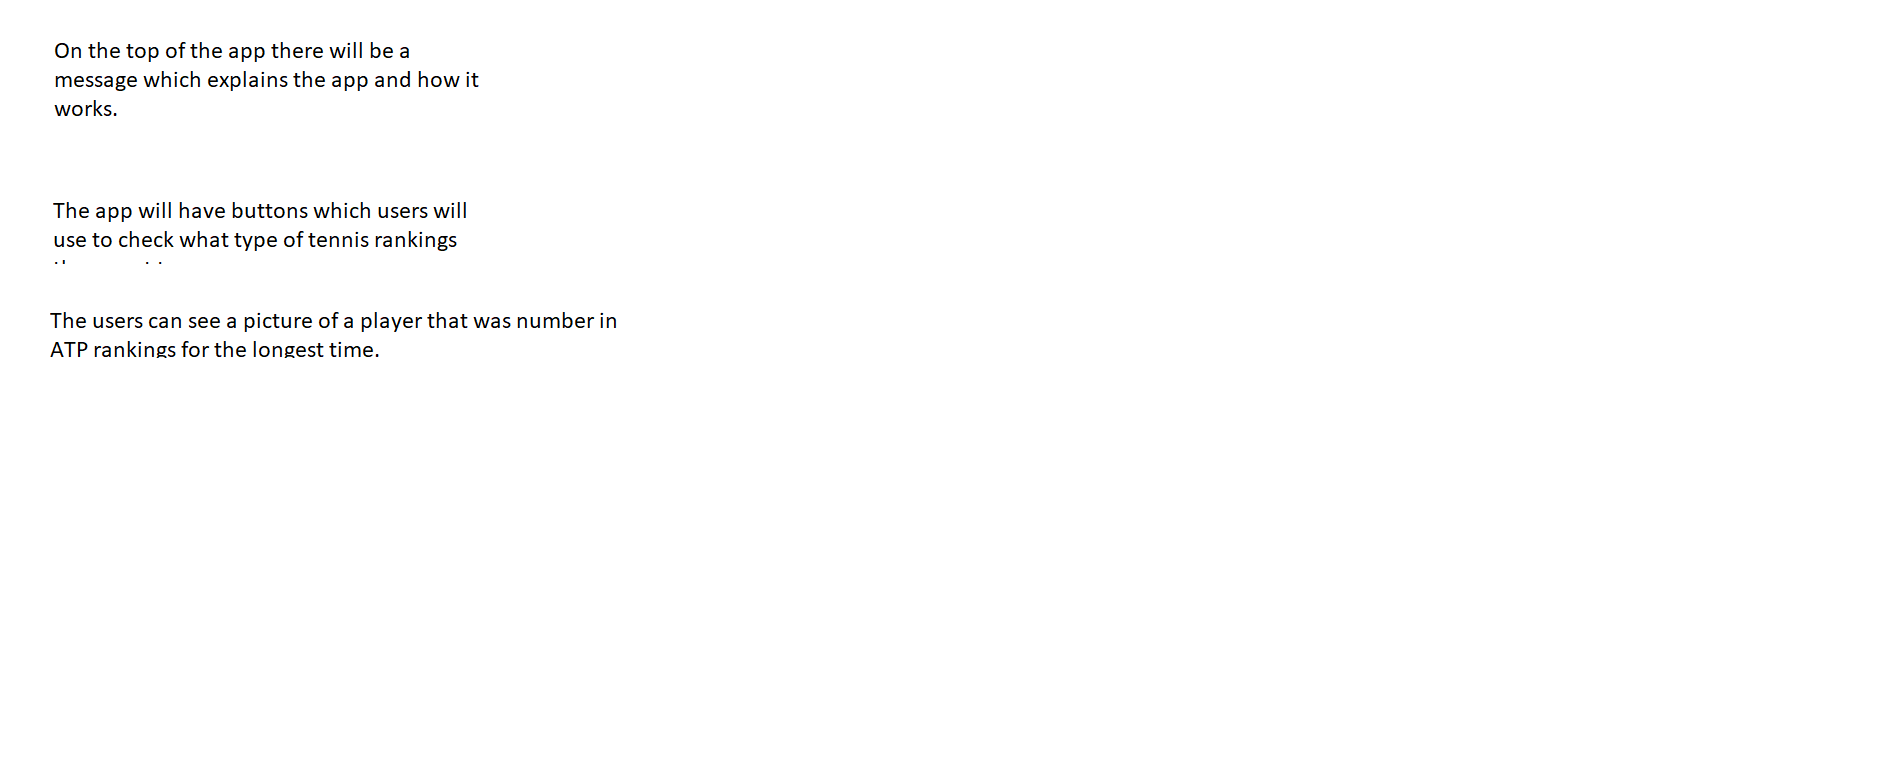 On the top of the app there will be a
message which explains the app and how it
works.
The app will have buttons which users will
use to check what type of tennis rankings
The users can see a picture of a player that was number in
ATP rankings for the longest time.